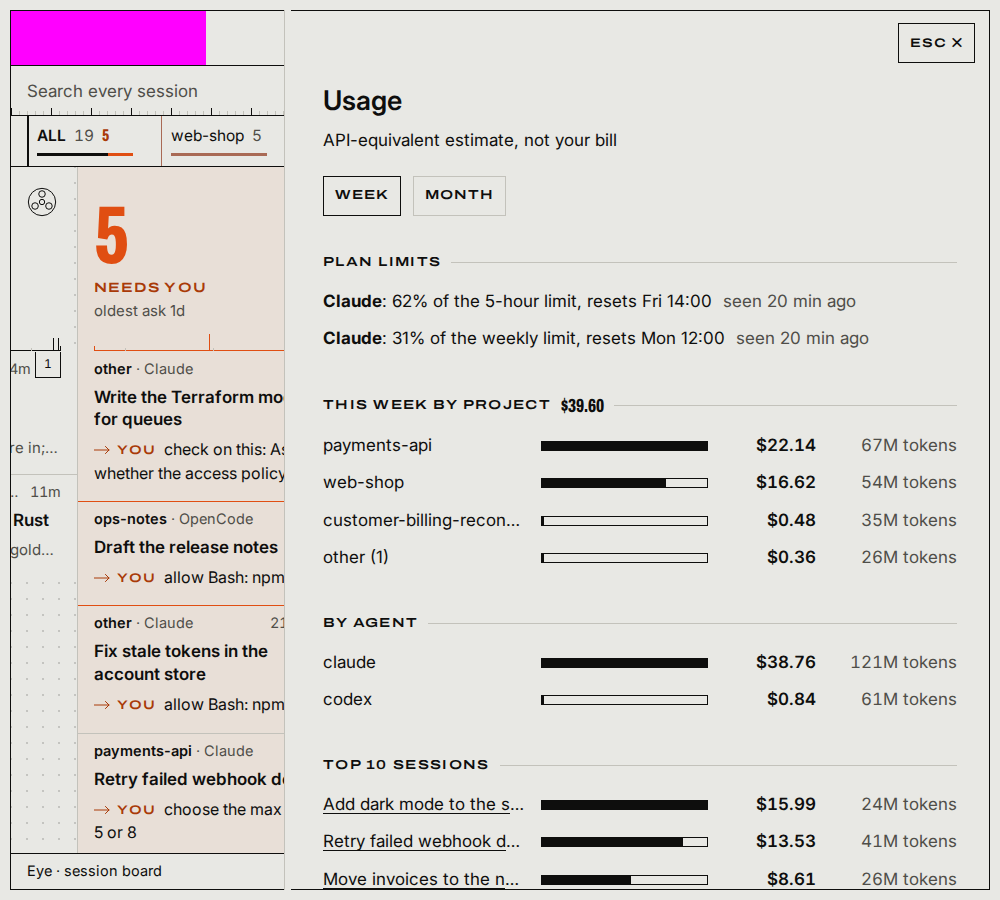 Search every session
ALL 19 5
web-shop 5
1
4m
re in;...
.. 11m
Rust
gold...
5
NEEDS YOU
oldest ask 1d
other · Claude
Write the Terraform mo
for queues
→ YOU check on this: As
whether the access policy
ops-notes · OpenCode
Draft the release notes
→ YOU allow Bash: npm
other · Claude 21
Fix stale tokens in the
account store
→ YOU allow Bash: npm
payments-api · Claude
Retry failed webhook de
→ YOU choose the max
5 or 8
Eye · session board
ESC ✕
Usage
API-equivalent estimate, not your bill
WEEK
MONTH
PLAN LIMITS
Claude: 62% of the 5-hour limit, resets Fri 14:00 seen 20 min ago
Claude: 31% of the weekly limit, resets Mon 12:00 seen 20 min ago
THIS WEEK BY PROJECT $39.60
payments-api $22.14 67M tokens
web-shop $16.62 54M tokens
customer-billing-recon... $0.48 35M tokens
other (1) $0.36 26M tokens
BY AGENT
claude $38.76 121M tokens
codex $0.84 61M tokens
TOP 10 SESSIONS
Add dark mode to the s... $15.99 24M tokens
Retry failed webhook d... $13.53 41M tokens
Move invoices to the n... $8.61 26M tokens